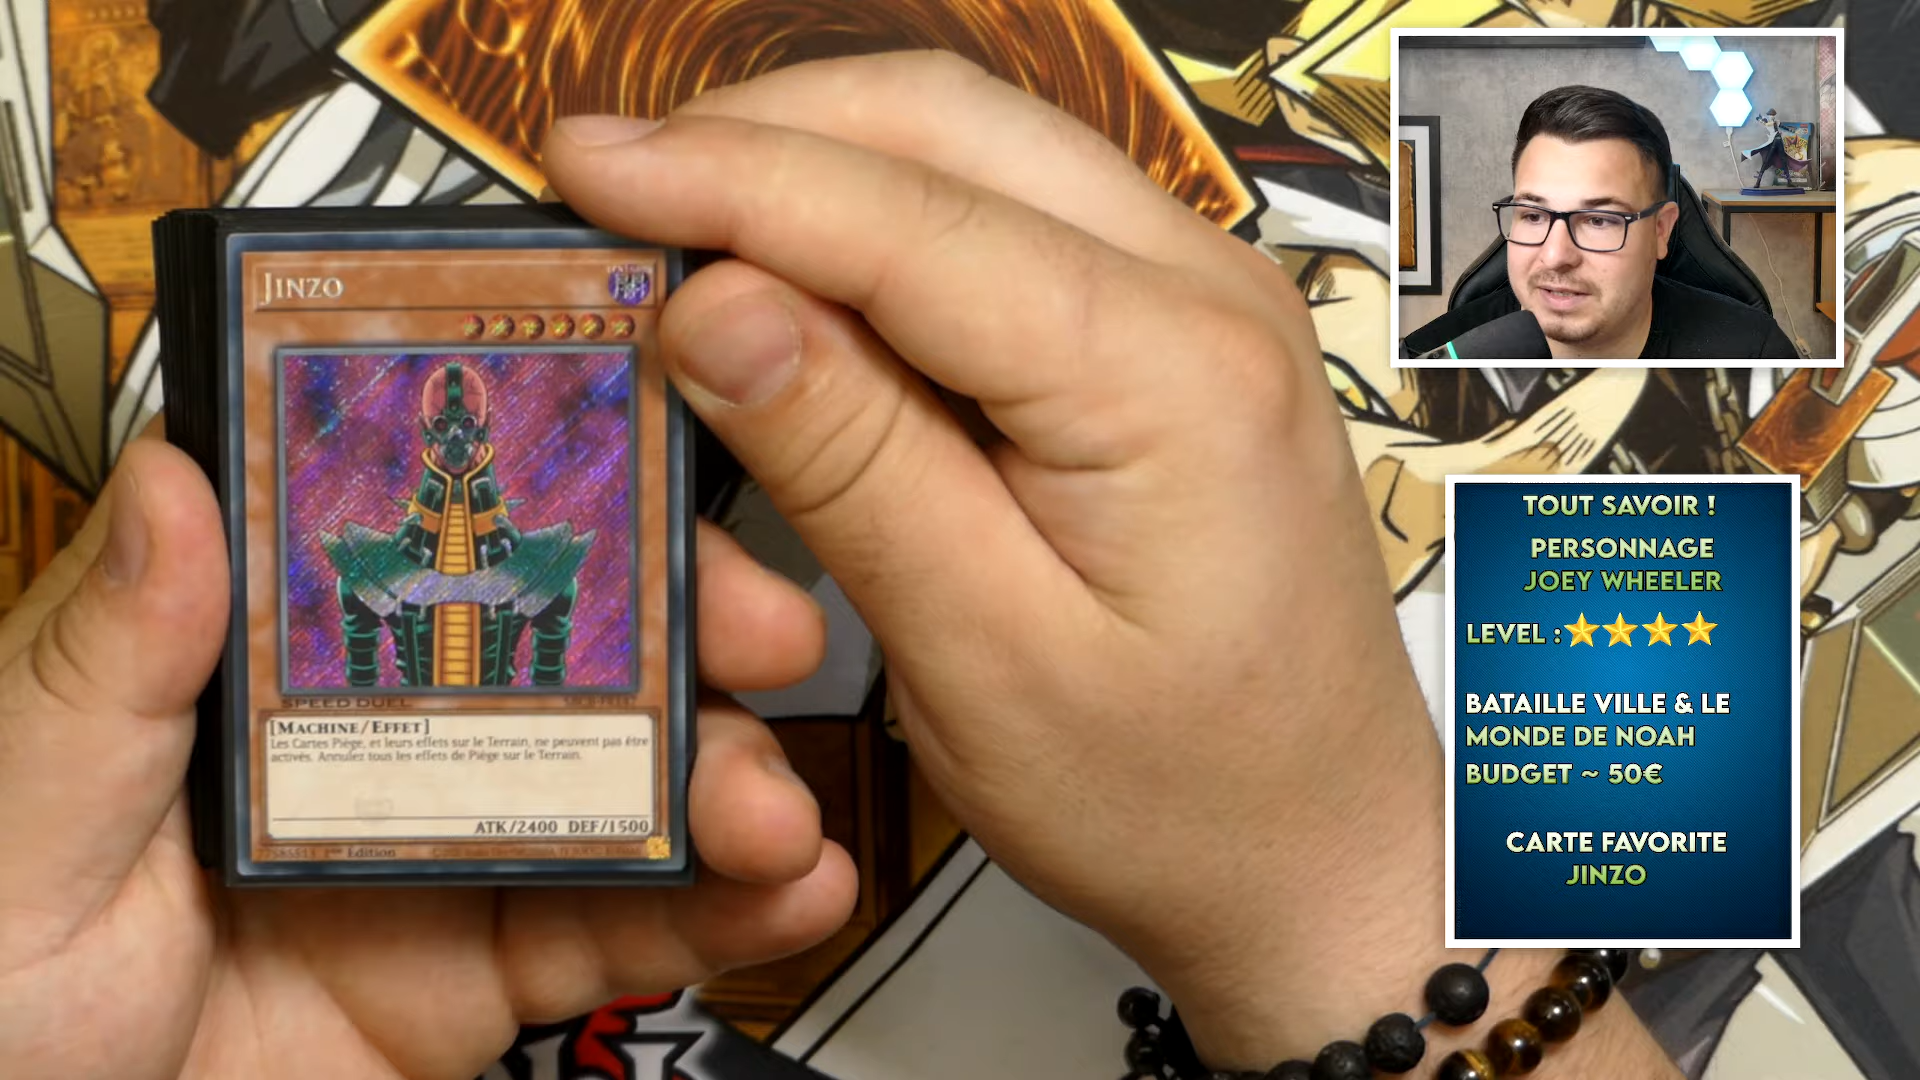 JINZO
SPEED DUEL
[MACHINE/EFFET]
Les Cartes Piège, et leurs effets sur le Terrain, ne peuvent pas être
activés. Annulez tous les effets de Piège sur le Terrain.
ATK/2400 DEF/1500
Édition
TOUT SAVOIR !
PERSONNAGE
JOEY WHEELER
LEVEL :
BATAILLE VILLE & LE
MONDE DE NOAH
BUDGET ~ 50€
CARTE FAVORITE
JINZO